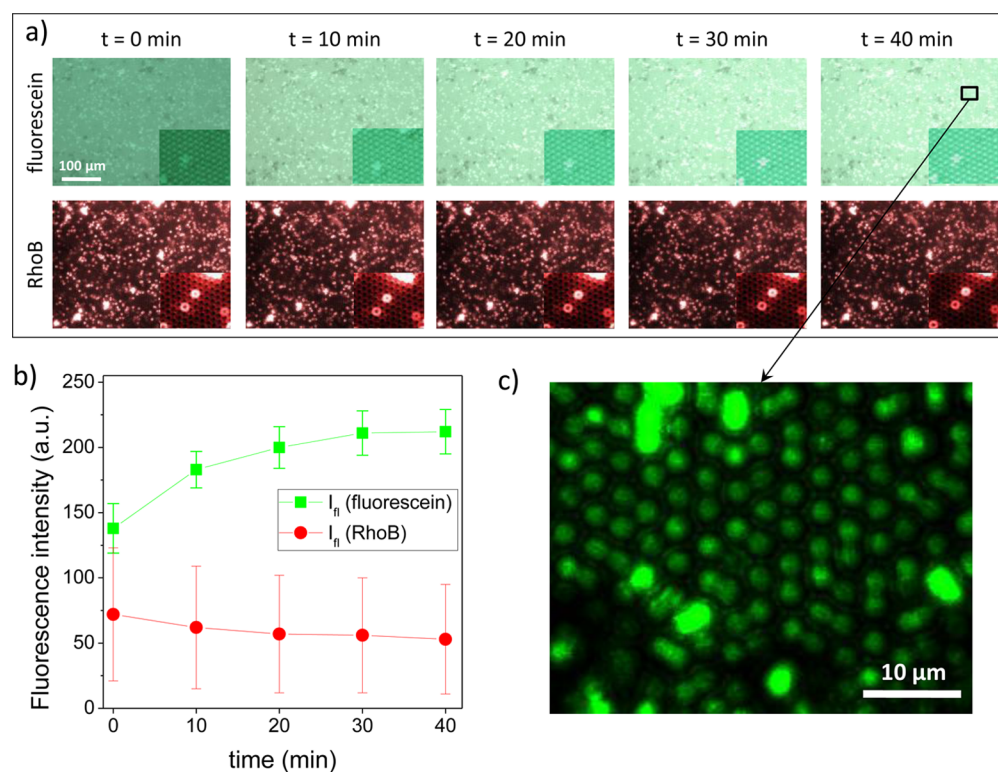 a)
t = 0 min t = 10 min t = 20 min t = 30 min t = 40 min
fluorescein
100 µm
RhoB
b)
250
200
150
100
50
0
Fluorescence intensity (a.u.)
I_fl (fluorescein)
I_fl (RhoB)
0 10 20 30 40
time (min)
c)
10 µm